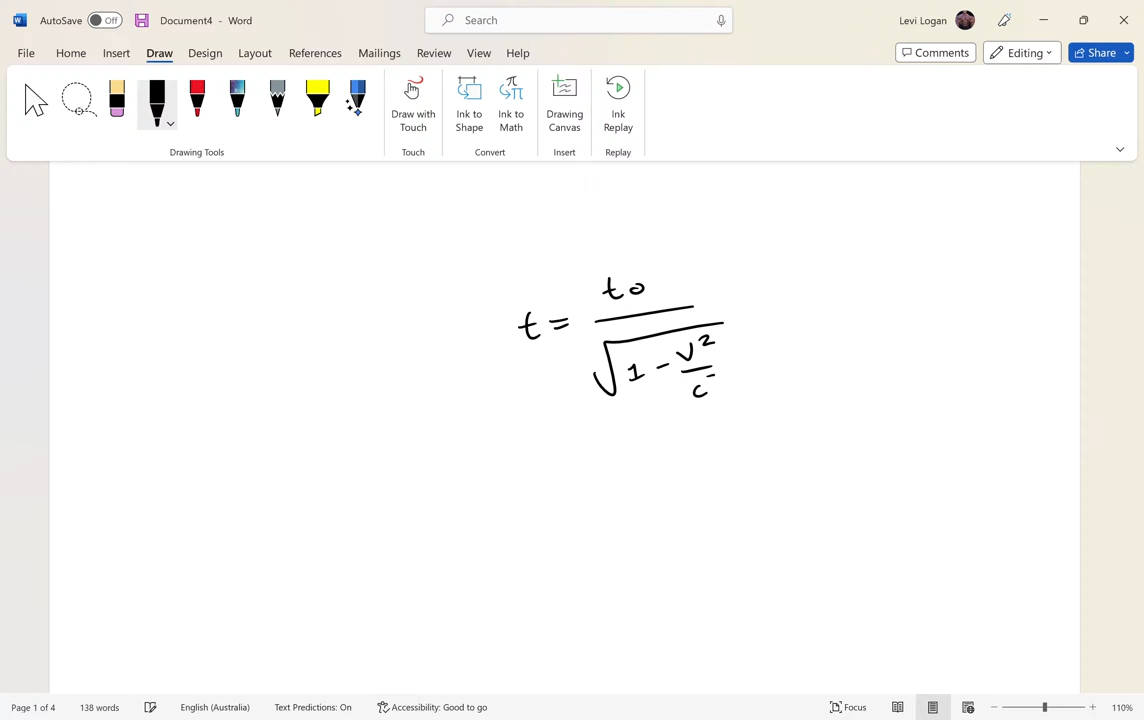 AutoSave Off Document4 - Word Search Levi Logan
File Home Insert Draw Design Layout References Mailings Review View Help Comments Editing Share
Draw with Touch
Ink to Shape
Ink to Math
Drawing Canvas
Ink Replay
Drawing Tools Touch Convert Insert Replay
to
t =
√1 - v²
c
Page 1 of 4 138 words English (Australia) Text Predictions: On Accessibility: Good to go Focus 110%